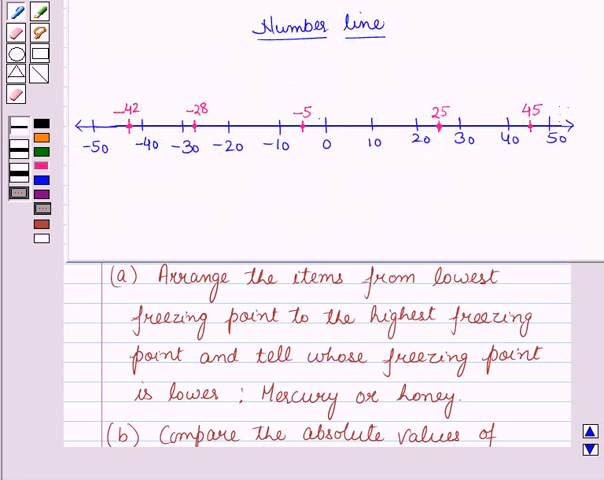 Number line
-42 -28 -5 25 45
-50 -40 -30 -20 -10 0 10 20 30 40 50
(a) Arrange the items from lowest
freezing point to the highest freezing
point and tell whose freezing point
is lower : Mercury or honey.
(b) Compare the absolute values of